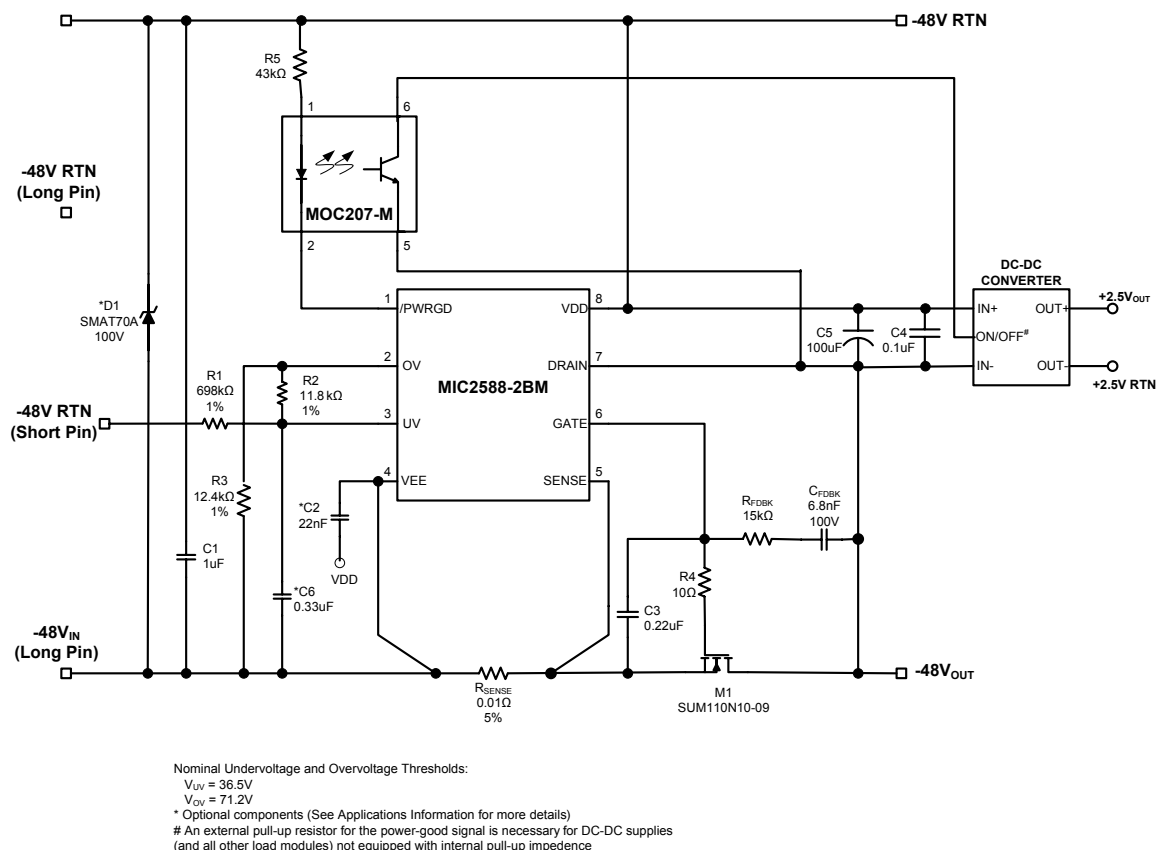 -48V RTN
R5
43kΩ
1
6
-48V RTN
(Long Pin)
MOC207-M
2
5
DC-DC
CONVERTER
*D1
SMAT70A
100V
1
/PWRGD
VDD
8
IN+
OUT+
+2.5VOUT
C5
100uF
C4
0.1uF
ON/OFF#
2
OV
DRAIN
7
IN-
OUT-
+2.5V RTN
R1
698kΩ
1%
R2
11.8kΩ
1%
MIC2588-2BM
-48V RTN
(Short Pin)
3
UV
GATE
6
4
VEE
SENSE
5
R3
12.4kΩ
1%
*C2
22nF
VDD
RFDBK
15kΩ
CFDBK
6.8nF
100V
C1
1uF
*C6
0.33uF
R4
10Ω
C3
0.22uF
-48VIN
(Long Pin)
RSENSE
0.01Ω
5%
M1
SUM110N10-09
-48VOUT
Nominal Undervoltage and Overvoltage Thresholds:
VUV = 36.5V
VOV = 71.2V
* Optional components (See Applications Information for more details)
# An external pull-up resistor for the power-good signal is necessary for DC-DC supplies
(and all other load modules) not equipped with internal pull-up impedence